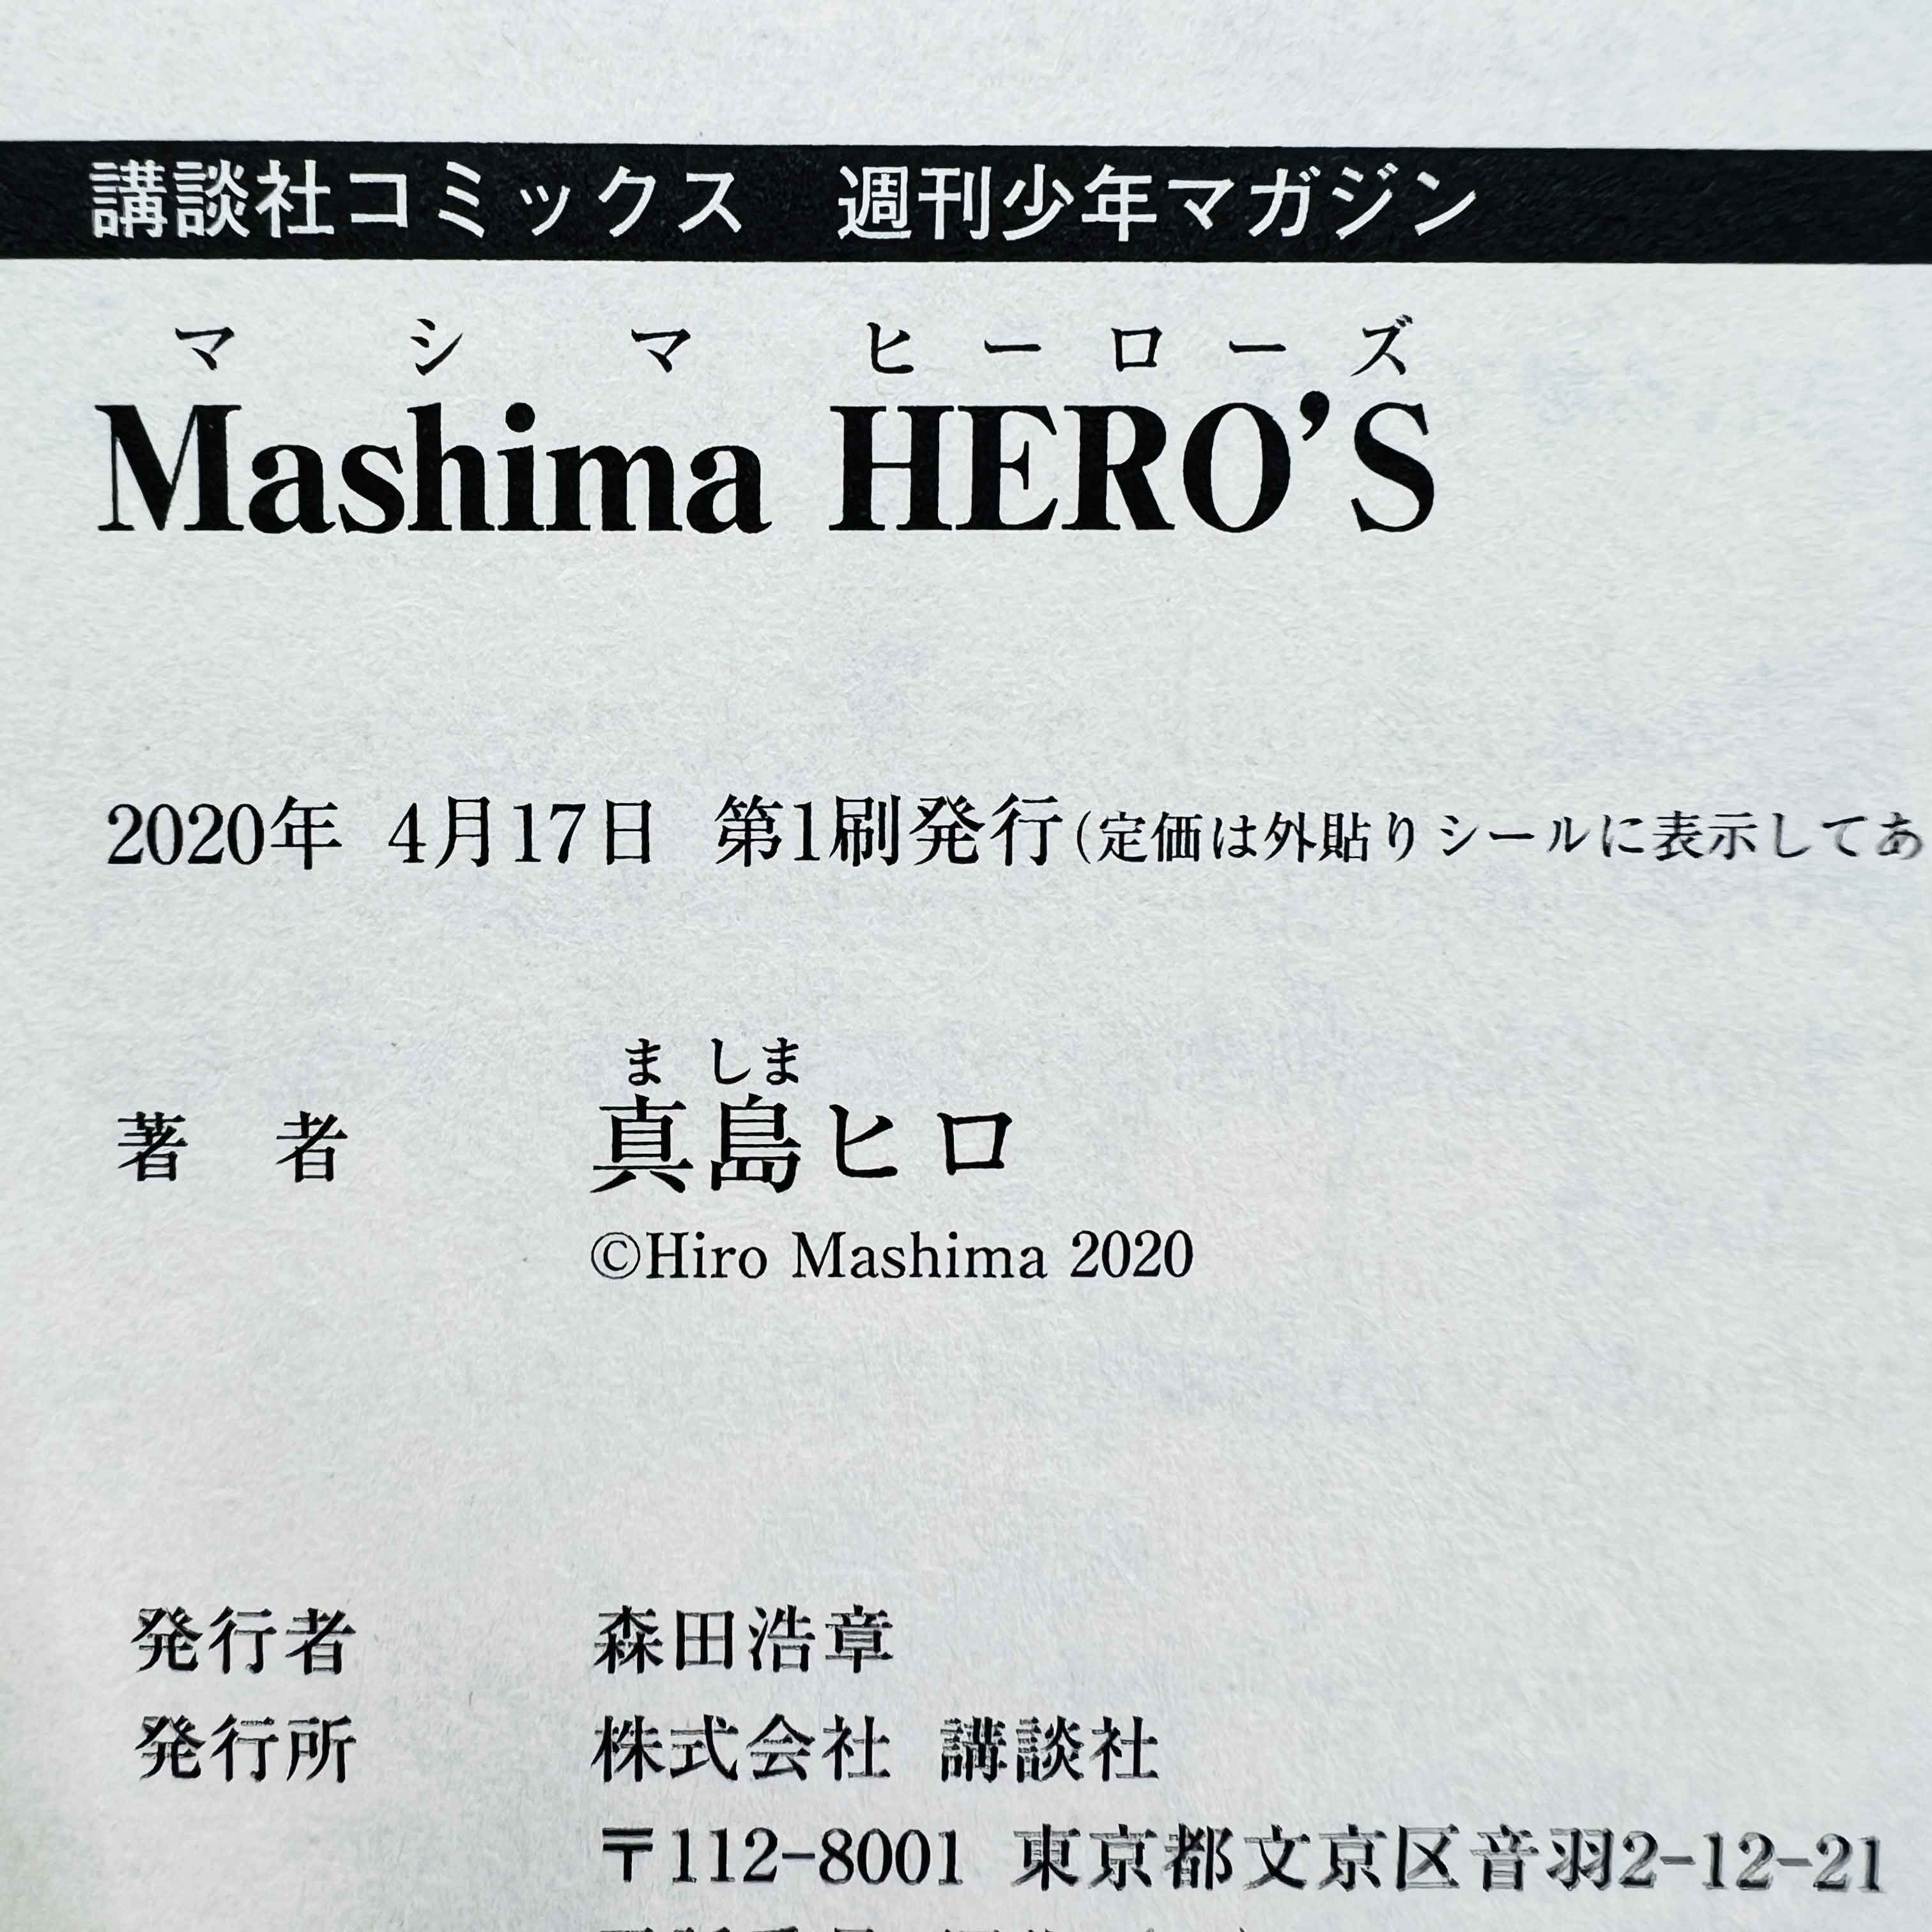 講談社コミックス　週刊少年マガジン
マシマ ヒーローズ
Mashima HERO’S
2020年 4月17日 第1刷発行(定価は外貼りシールに表示してあ
ま しま
著　者　真島ヒロ
©Hiro Mashima 2020
発行者　森田浩章
発行所　株式会社 講談社
〒112-8001 東京都文京区音羽2-12-21